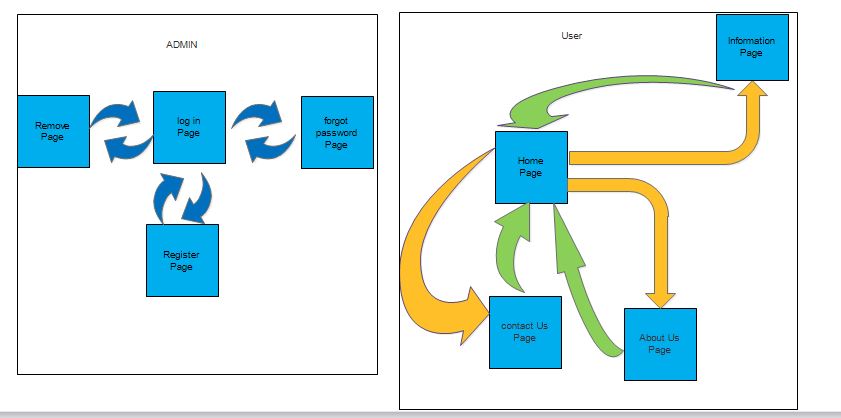 ADMIN
Remove
Page
log in
Page
forgot
password
Page
Register
Page
User
Information
Page
Home
Page
contact Us
Page
About Us
Page